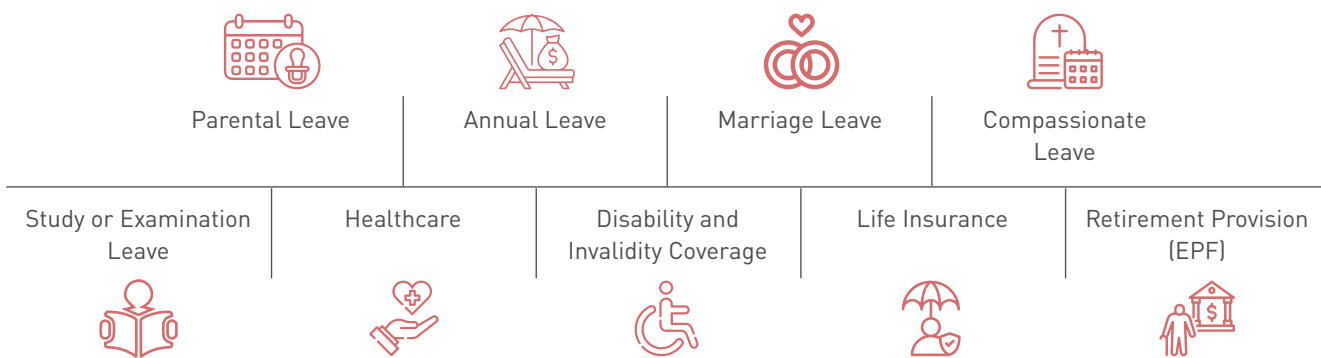 Parental Leave
Annual Leave
Marriage Leave
Compassionate
Leave
Study or Examination
Leave
Healthcare
Disability and
Invalidity Coverage
Life Insurance
Retirement Provision
(EPF)
$
$